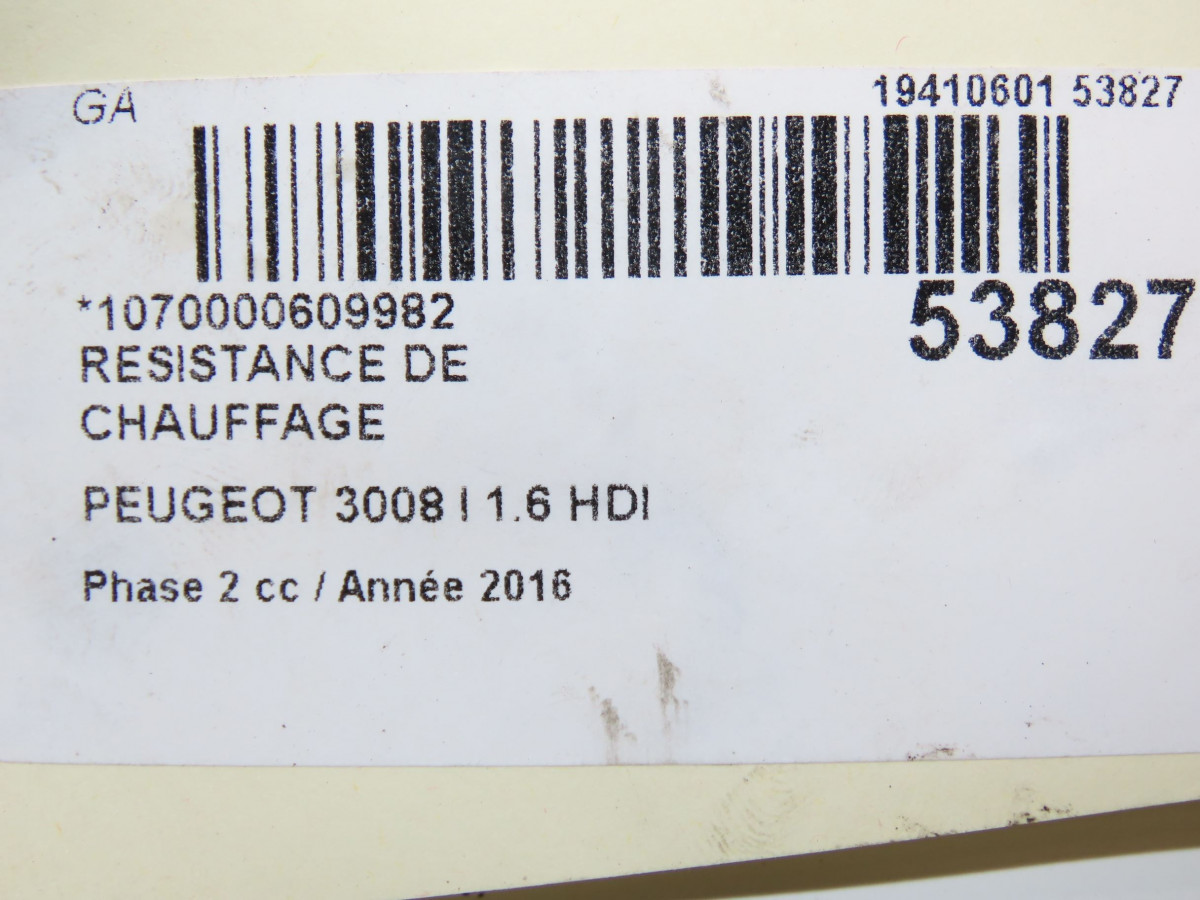 GA
19410601 53827
*1070000609982
53827
RESISTANCE DE
CHAUFFAGE
PEUGEOT 3008 I 1.6 HDI
Phase 2 cc / Année 2016